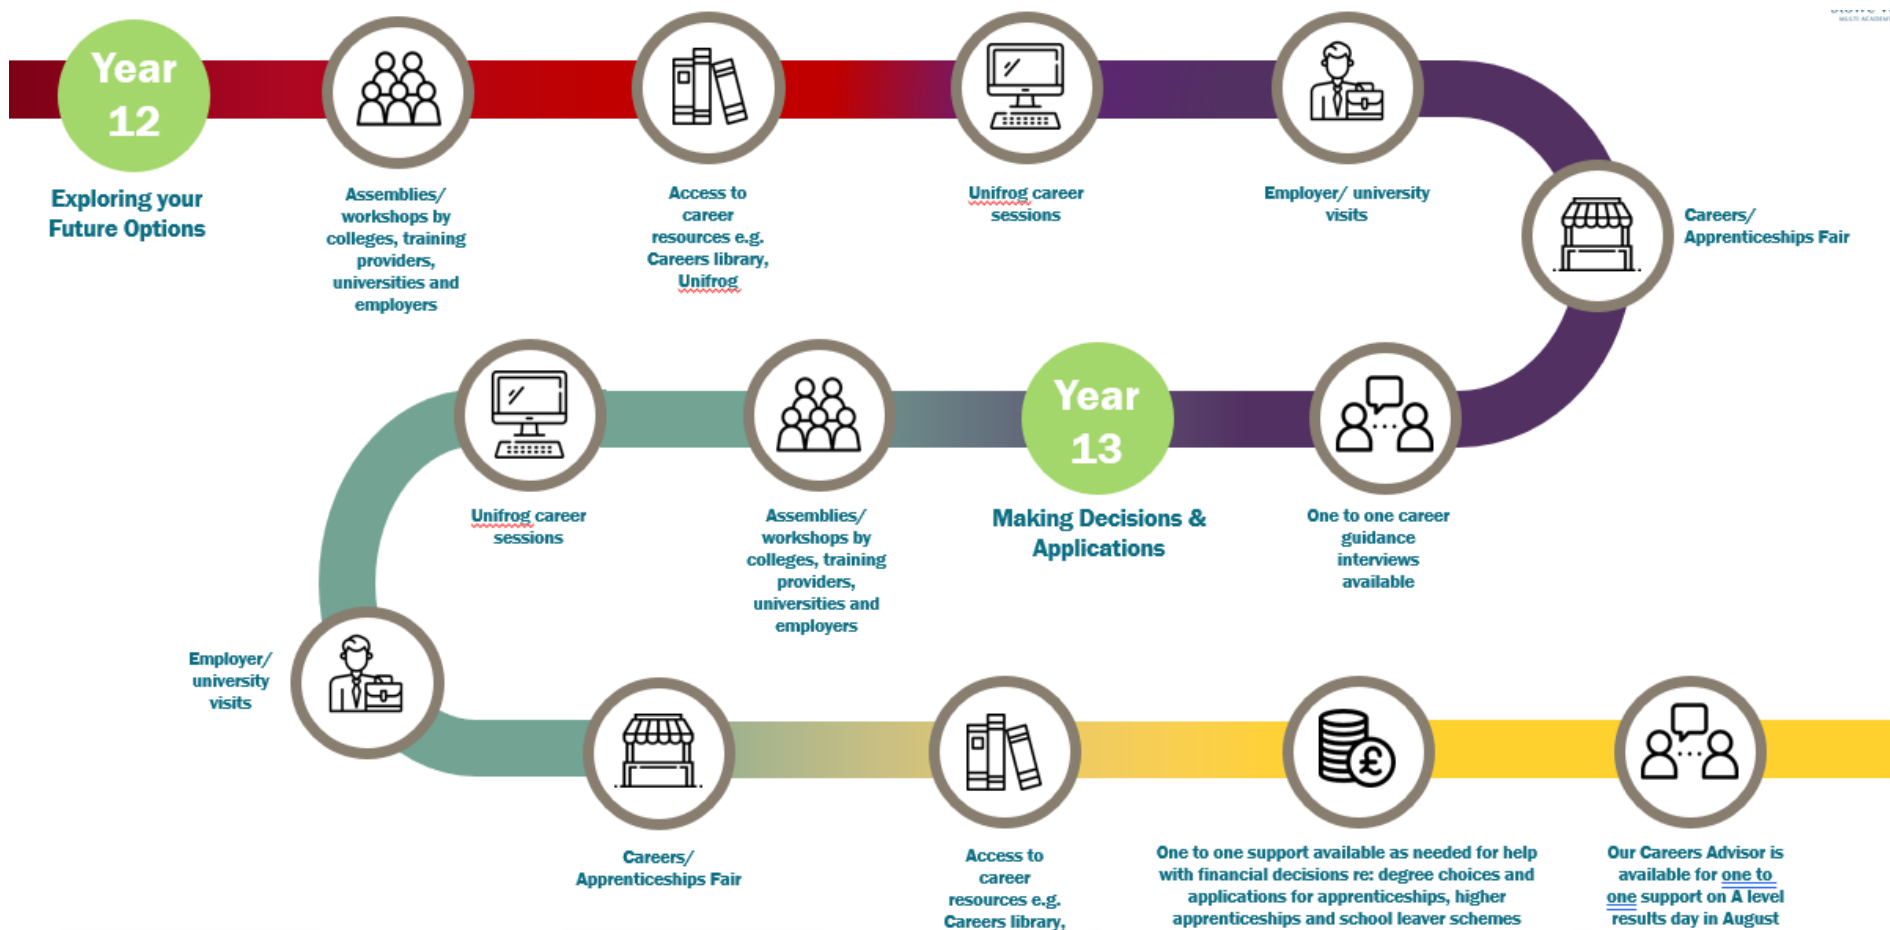 Year
12
Exploring your
Future Options
Assemblies/
workshops by
colleges, training
providers,
universities and
employers
Access to
career
resources e.g.
Careers library,
Unifrog
Unifrog career
sessions
Employer/ university
visits
Careers/
Apprenticeships Fair
One to one career
guidance
interviews
available
Year
13
Making Decisions &
Applications
Assemblies/
workshops by
colleges, training
providers,
universities and
employers
Unifrog career
sessions
Employer/
university
visits
Careers/
Apprenticeships Fair
Access to
career
resources e.g.
Careers library,
£
One to one support available as needed for help
with financial decisions re: degree choices and
applications for apprenticeships, higher
apprenticeships and school leaver schemes
Our Careers Advisor is
available for one to
one support on A level
results day in August